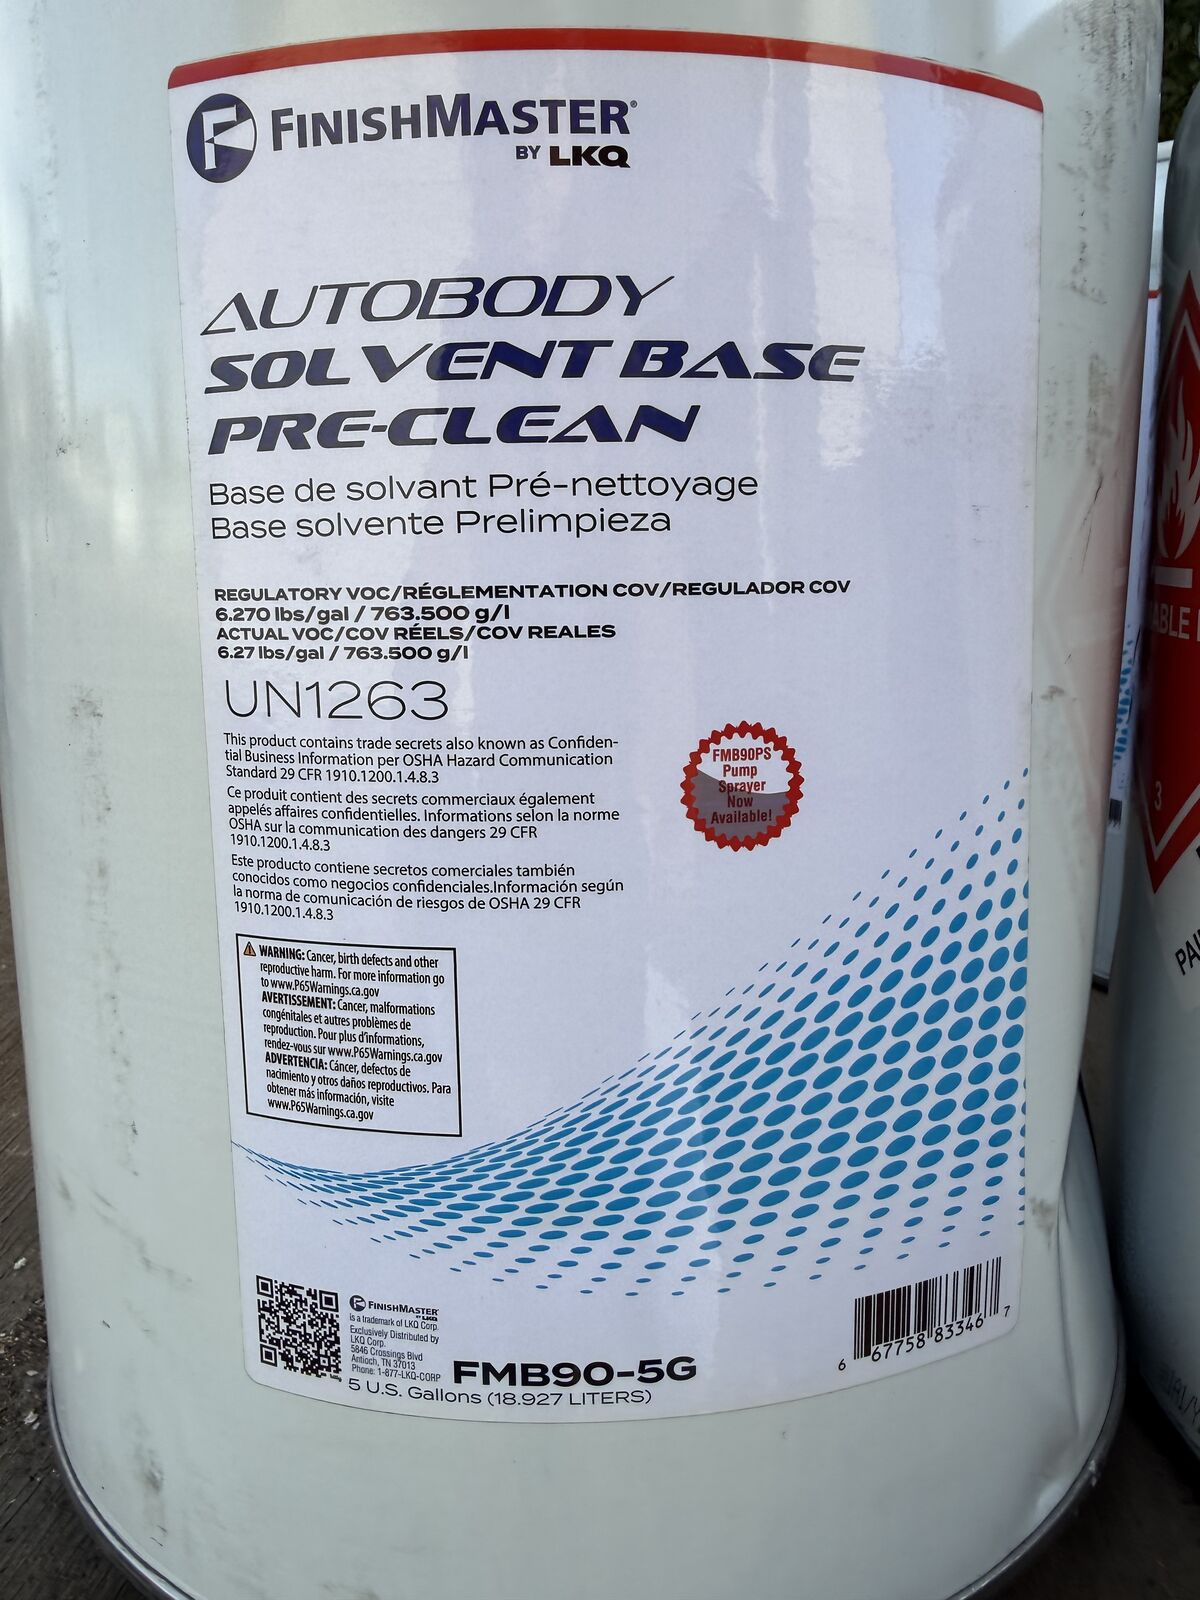 FINISHMASTER®
BY LKQ
AUTOBODY
SOLVENT BASE
PRE-CLEAN
Base de solvant Pré-nettoyage
Base solvente Prelimpieza
REGULATORY VOC/RÉGLEMENTATION COV/REGULADOR COV
6.270 lbs/gal / 763.500 g/l
ACTUAL VOC/COV RÉELS/COV REALES
6.27 lbs/gal / 763.500 g/l
UN1263
This product contains trade secrets also known as Confiden-
tial Business Information per OSHA Hazard Communication
Standard 29 CFR 1910.1200.1.4.8.3
Ce produit contient des secrets commerciaux également
appelés affaires confidentielles. Informations selon la norme
OSHA sur la communication des dangers 29 CFR
1910.1200.1.4.8.3
Este producto contiene secretos comerciales también
conocidos como negocios confidenciales.Información según
la norma de comunicación de riesgos de OSHA 29 CFR
1910.1200.1.4.8.3
FMB90PS
Pump
Sprayer
Now
Available!
WARNING: Cancer, birth defects and other
reproductive harm. For more information go
to www.P65Warnings.ca.gov
AVERTISSEMENT: Cancer, malformations
congénitales et autres problèmes de
reproduction. Pour plus d'informations,
rendez-vous sur www.P65Warnings.ca.gov
ADVERTENCIA: Cáncer, defectos de
nacimiento y otros daños reproductivos. Para
obtener más información, visite
www.P65Warnings.ca.gov
FINISHMASTER
BY LKQ
is a trademark of LKQ Corp.
Exclusively Distributed by
LKQ Corp.
5846 Crossings Blvd
Antioch, TN 37013
Phone: 1-877-LKQ-CORP
FMB90-5G
5 U.S. Gallons (18.927 LITERS)
6 67758 83346 7
3